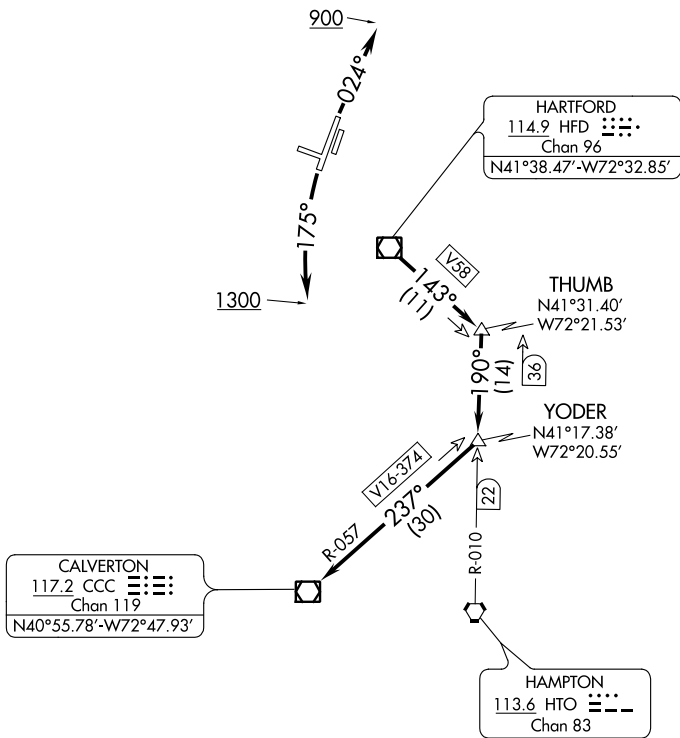 900
024°
HARTFORD
114.9 HFD
Chan 96
N41°38.47′-W72°32.85′
175°
1300
V58
143°
(11)
THUMB
N41°31.40′
W72°21.53′
36
190°
(14)
YODER
N41°17.38′
W72°20.55′
V16-374
22
237°
(30)
R-057
R-010
CALVERTON
117.2 CCC
Chan 119
N40°55.78′-W72°47.93′
HAMPTON
113.6 HTO
Chan 83